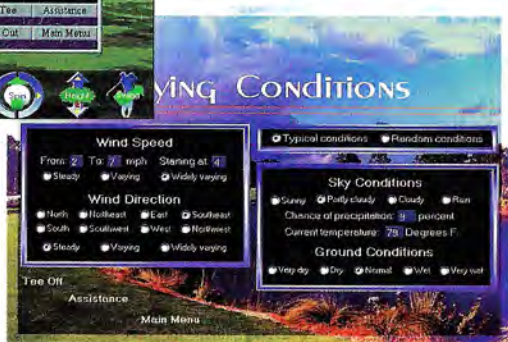 Tee Assistance
Out Main Menu
Spin Height
ying Conditions
Wind Speed
From: 2 To: 7 mph Starting at 4
Steady Varying Widely varying
Wind Direction
North Northeast East Southeast
South Southwest West Northwest
Steady Varying Widely varying
Typical conditions Random conditions
Sky Conditions
Sunny Partly cloudy Cloudy Rain
Chance of precipitation: 9 percent
Current temperature: 79 Degrees F
Ground Conditions
Very dry Dry Normal Wet Very wet
Tee Off
Assistance
Main Menu